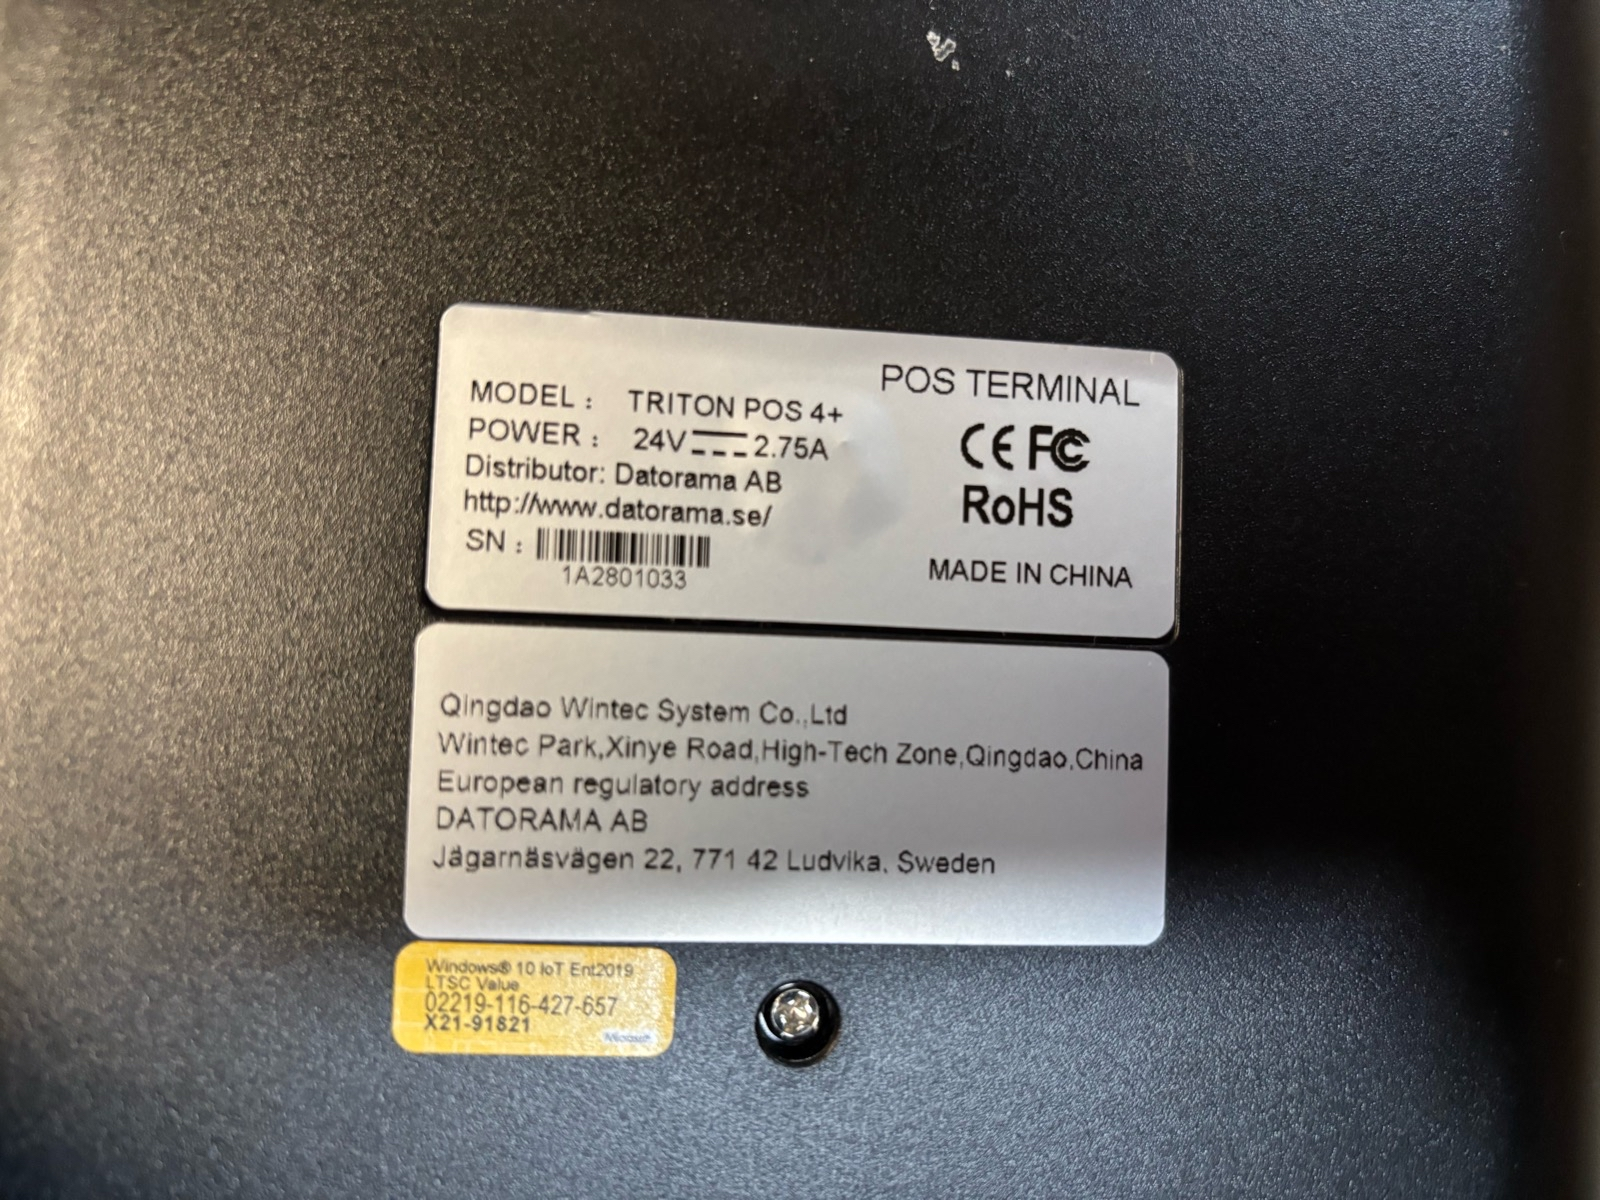 POS TERMINAL
MODEL : TRITON POS 4+
POWER : 24V 2.75A
Distributor: Datorama AB
http://www.datorama.se/
SN :
1A2801033
CE FC
RoHS
MADE IN CHINA
Qingdao Wintec System Co.,Ltd
Wintec Park,Xinye Road,High-Tech Zone,Qingdao,China
European regulatory address
DATORAMA AB
Jägarnäsvägen 22, 771 42 Ludvika, Sweden
Windows® 10 IoT Ent2019
LTSC Value
02219-116-427-657
X21-91821
Microsoft